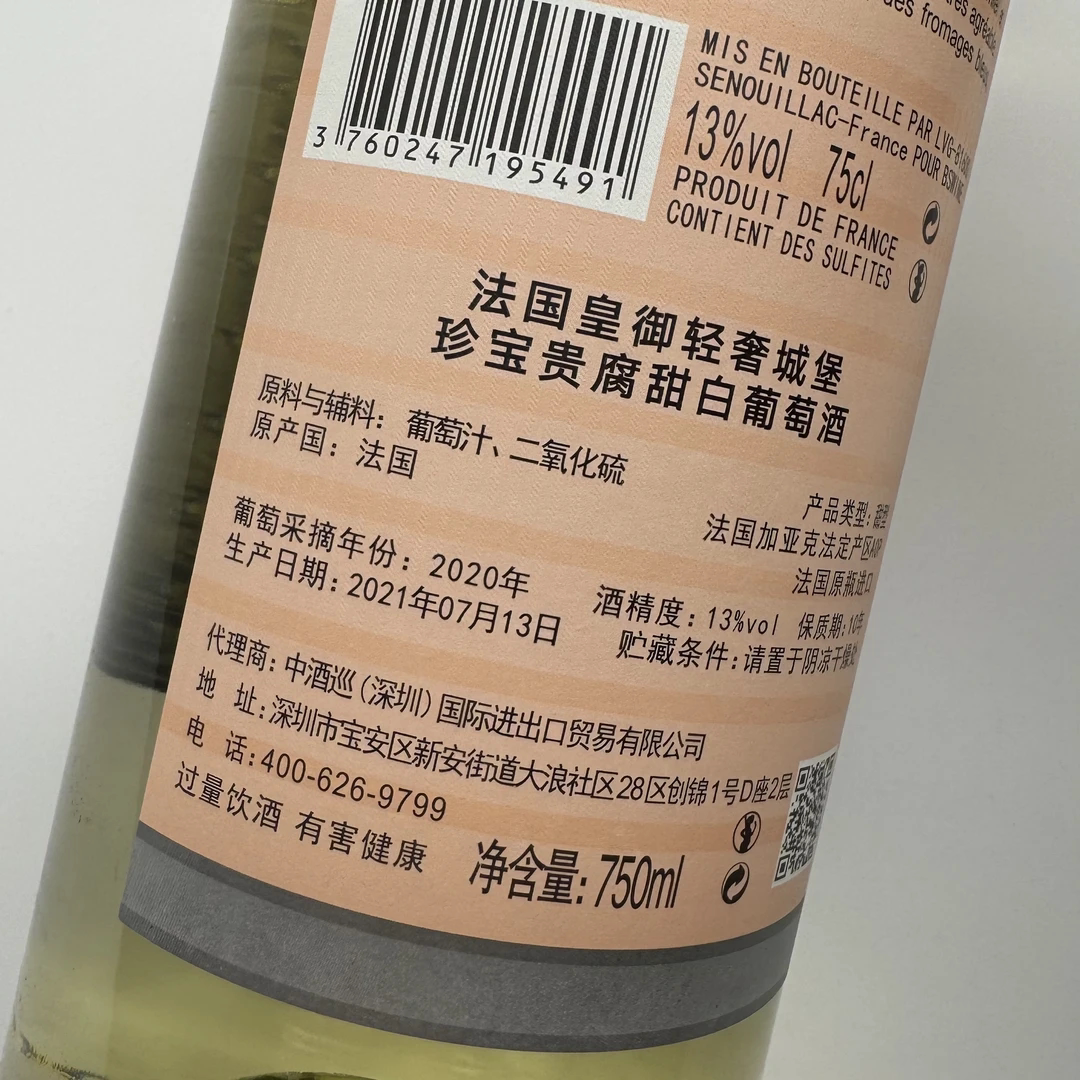 des fromages bleus
3 760247 195491
MIS EN BOUTEILLE PAR LVG-
SENOUILLAC-France POUR
13%vol 75cl
PRODUIT DE FRANCE
CONTIENT DES SULFITES
法国皇御轻奢城堡
珍宝贵腐甜白葡萄酒
原料与辅料: 葡萄汁、二氧化硫
原产国: 法国
产品类型: 甜型
法国加亚克法定产区AOP
法国原瓶进口
葡萄采摘年份: 2020年
生产日期: 2021年07月13日
酒精度: 13%vol 保质期: 10年
贮藏条件: 请置于阴凉干燥处
代理商: 中酒巡(深圳)国际进出口贸易有限公司
地 址: 深圳市宝安区新安街道大浪社区28区创锦1号D座2层
电 话: 400-626-9799
过量饮酒 有害健康
净含量: 750ml